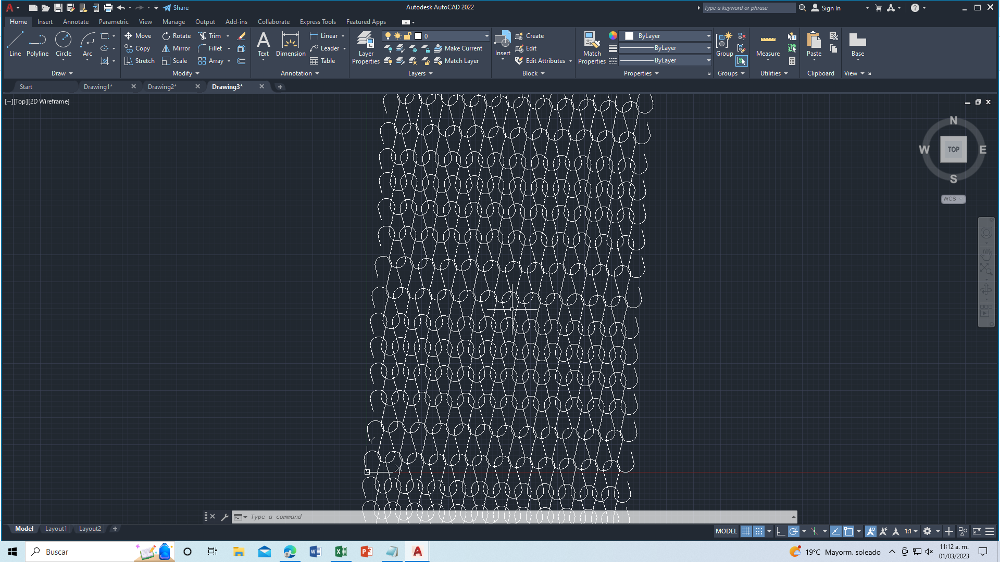 Share
Autodesk AutoCAD 2022
Type a keyword or phrase
Sign In
Home Insert Annotate Parametric View Manage Output Add-ins Collaborate Express Tools Featured Apps
Line Polyline Circle Arc
Move Rotate Trim
Copy Mirror Fillet
Stretch Scale Array
Text Dimension
Linear
Leader
Table
Layer Properties
0
Make Current
Match Layer
Insert
Create
Edit
Edit Attributes
Match Properties
ByLayer
ByLayer
ByLayer
Group
Measure
Paste
Base
Draw Modify Annotation Layers Block Properties Groups Utilities Clipboard View
Start Drawing1* Drawing2* Drawing3*
[−][Top][2D Wireframe]
N
W TOP E
S
WCS
Y
X
Type a command
Model Layout1 Layout2
MODEL 1:1
Buscar
19°C Mayorm. soleado
11:12 a. m.
01/03/2023